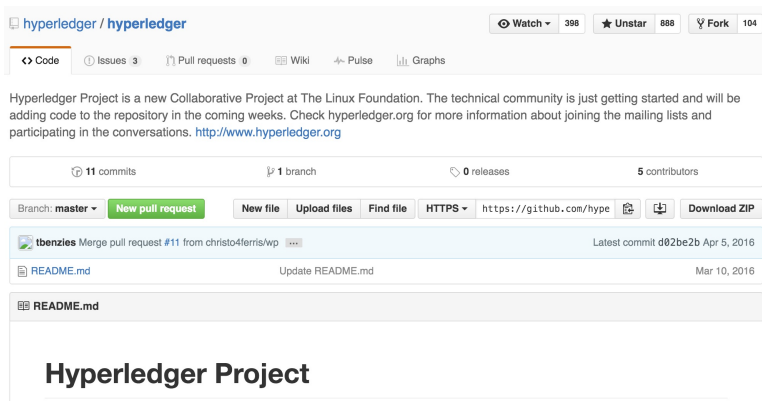 hyperledger / hyperledger
Watch 398 Unstar 888 Fork 104
Code Issues 3 Pull requests 0 Wiki Pulse Graphs
Hyperledger Project is a new Collaborative Project at The Linux Foundation. The technical community is just getting started and will be
adding code to the repository in the coming weeks. Check hyperledger.org for more information about joining the mailing lists and
participating in the conversations. http://www.hyperledger.org
11 commits 1 branch 0 releases 5 contributors
Branch: master New pull request New file Upload files Find file HTTPS https://github.com/hype Download ZIP
tbenzies Merge pull request #11 from christo4ferris/wp ... Latest commit d02be2b Apr 5, 2016
README.md Update README.md Mar 10, 2016
README.md
Hyperledger Project